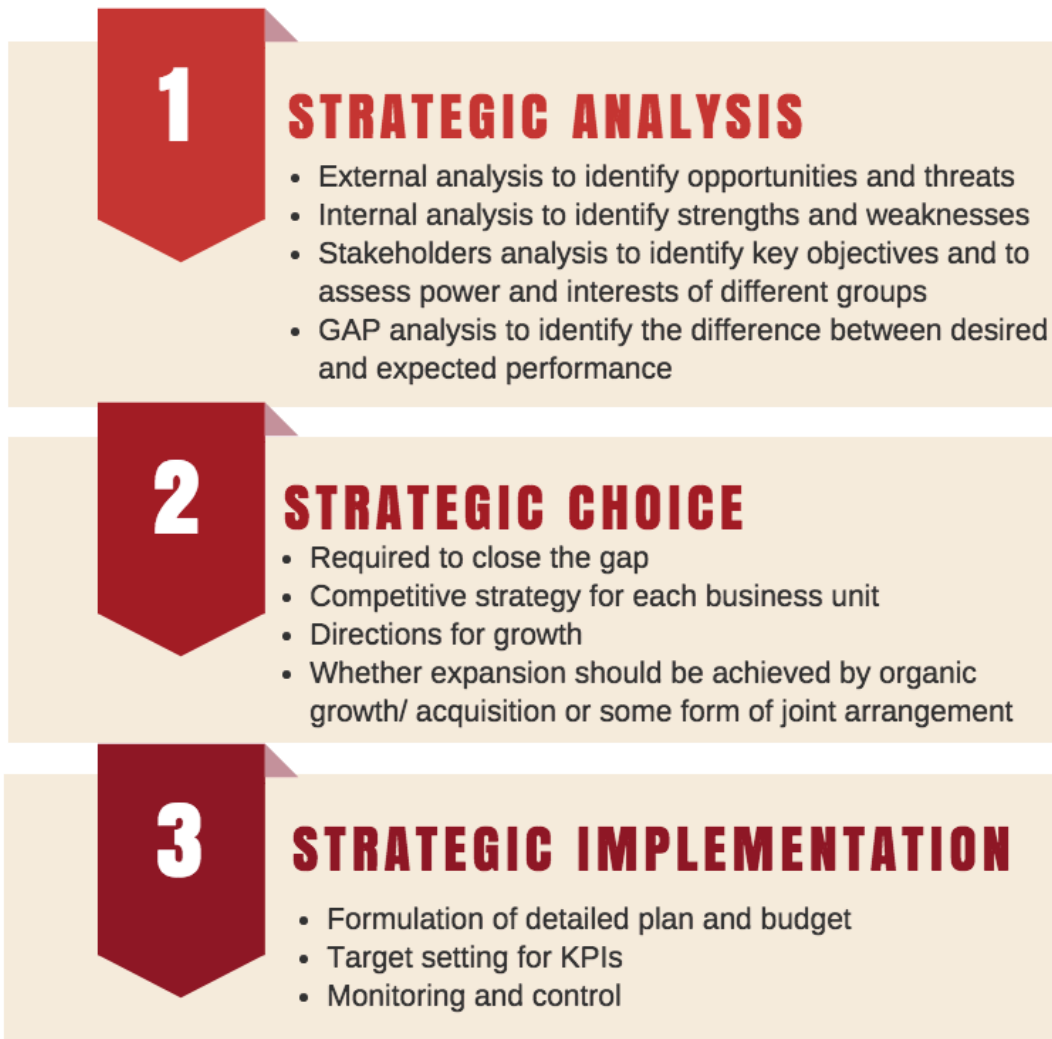 1
STRATEGIC ANALYSIS
• External analysis to identify opportunities and threats
• Internal analysis to identify strengths and weaknesses
• Stakeholders analysis to identify key objectives and to
assess power and interests of different groups
• GAP analysis to identify the difference between desired
and expected performance
2
STRATEGIC CHOICE
• Required to close the gap
• Competitive strategy for each business unit
• Directions for growth
• Whether expansion should be achieved by organic
growth/ acquisition or some form of joint arrangement
3
STRATEGIC IMPLEMENTATION
• Formulation of detailed plan and budget
• Target setting for KPIs
• Monitoring and control